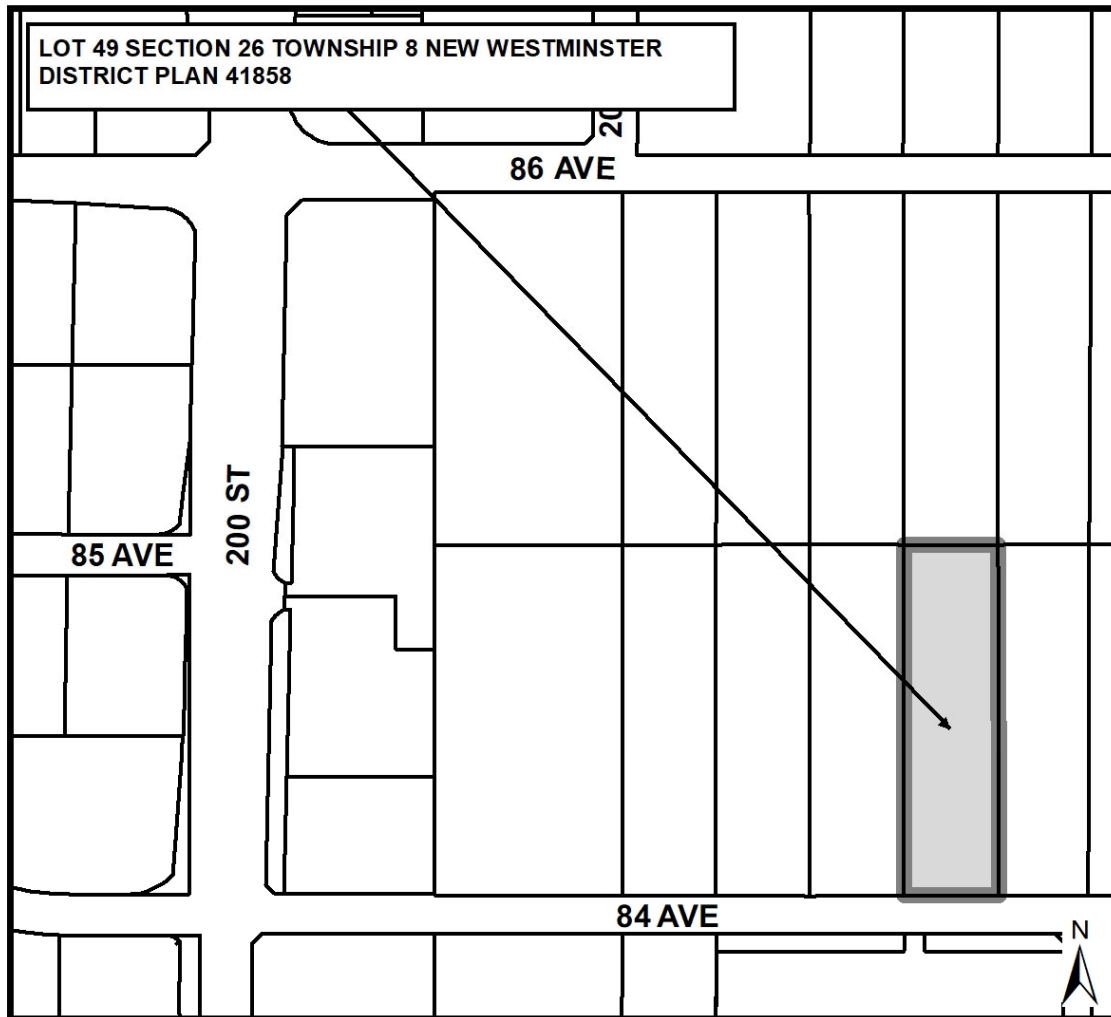 LOT 49 SECTION 26 TOWNSHIP 8 NEW WESTMINSTER
DISTRICT PLAN 41858
86 AVE
200 ST
85 AVE
84 AVE
N